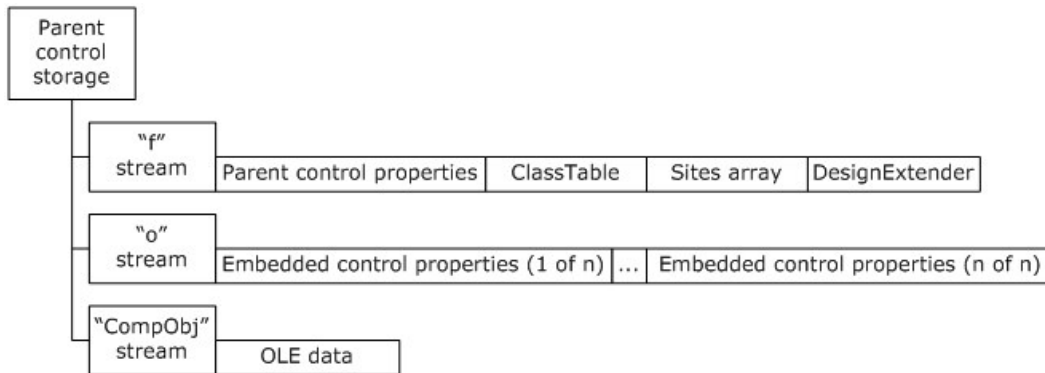 Parent
control
storage
"f"
stream
Parent control properties
ClassTable
Sites array
DesignExtender
"o"
stream
Embedded control properties (1 of n)
...
Embedded control properties (n of n)
"CompObj"
stream
OLE data